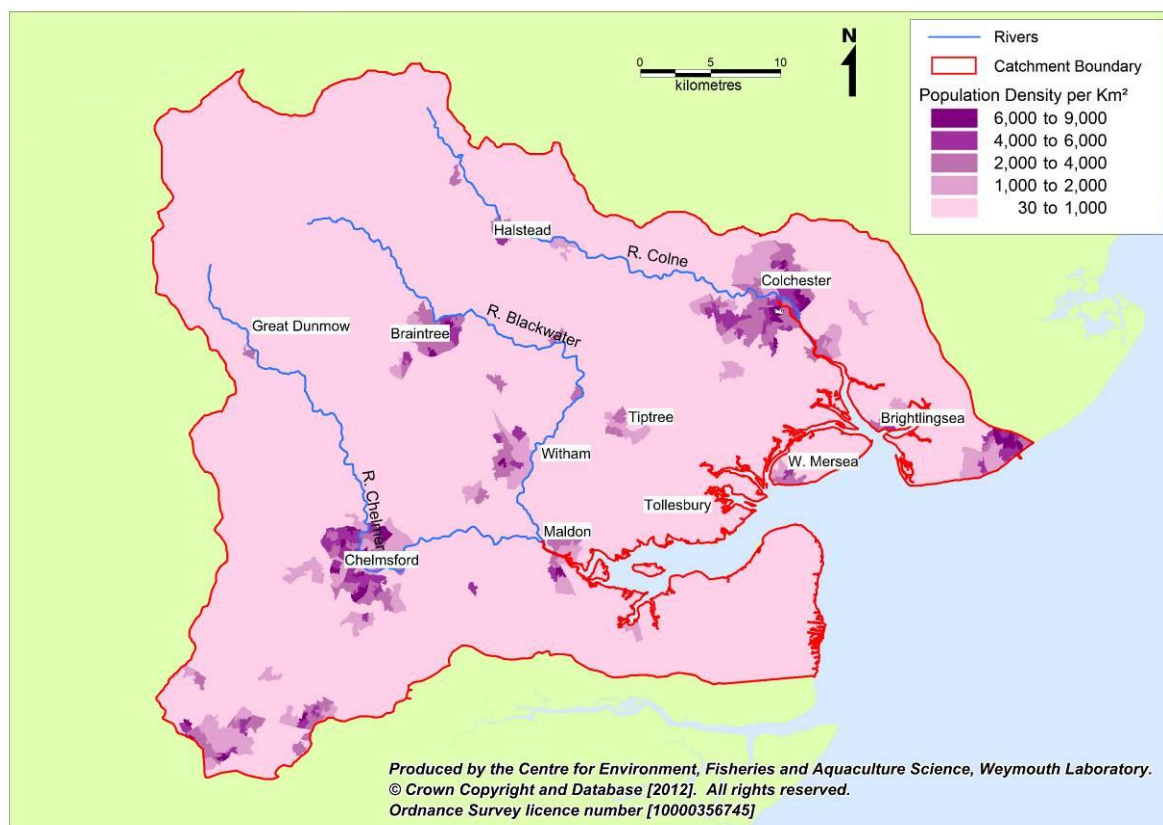 N
0 5 10
kilometres
Rivers
Catchment Boundary
Population Density per Km²
6,000 to 9,000
4,000 to 6,000
2,000 to 4,000
1,000 to 2,000
30 to 1,000
Halstead
R. Colne
Colchester
Great Dunmow
Braintree
R. Blackwater
Tiptree
Brightlingsea
Witham
W. Mersea
R. Chelmer
Tollesbury
Maldon
Chelmsford
Produced by the Centre for Environment, Fisheries and Aquaculture Science, Weymouth Laboratory.
© Crown Copyright and Database [2012]. All rights reserved.
Ordnance Survey licence number [10000356745]